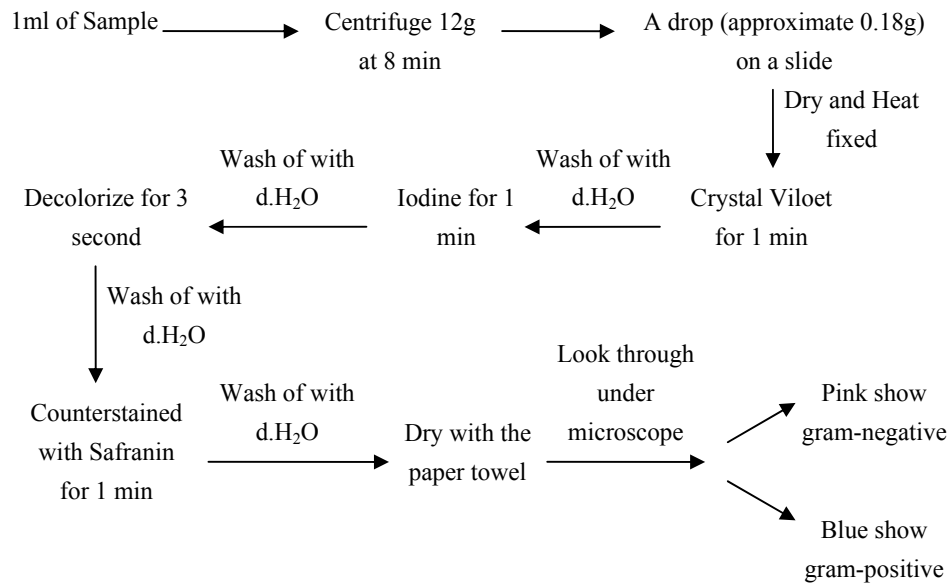 1ml of Sample
Centrifuge 12g
at 8 min
A drop (approximate 0.18g)
on a slide
Dry and Heat
fixed
Crystal Viloet
for 1 min
Wash of with
d.H₂O
Iodine for 1
min
Wash of with
d.H₂O
Decolorize for 3
second
Wash of with
d.H₂O
Counterstained
with Safranin
for 1 min
Wash of with
d.H₂O
Dry with the
paper towel
Look through
under
microscope
Pink show
gram-negative
Blue show
gram-positive